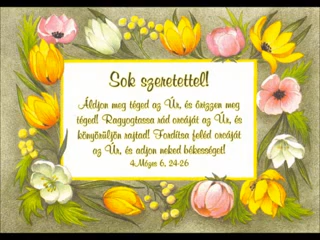 Sok szeretettel!
Áldjon meg téged az Úr, és őrizzen meg
téged! Ragyogtassa rád orcáját az Úr, és
könyörüljön rajtad! Fordítsa feléd orcáját
az Úr, és adjon neked békességet!
4.Mózes 6, 24-26